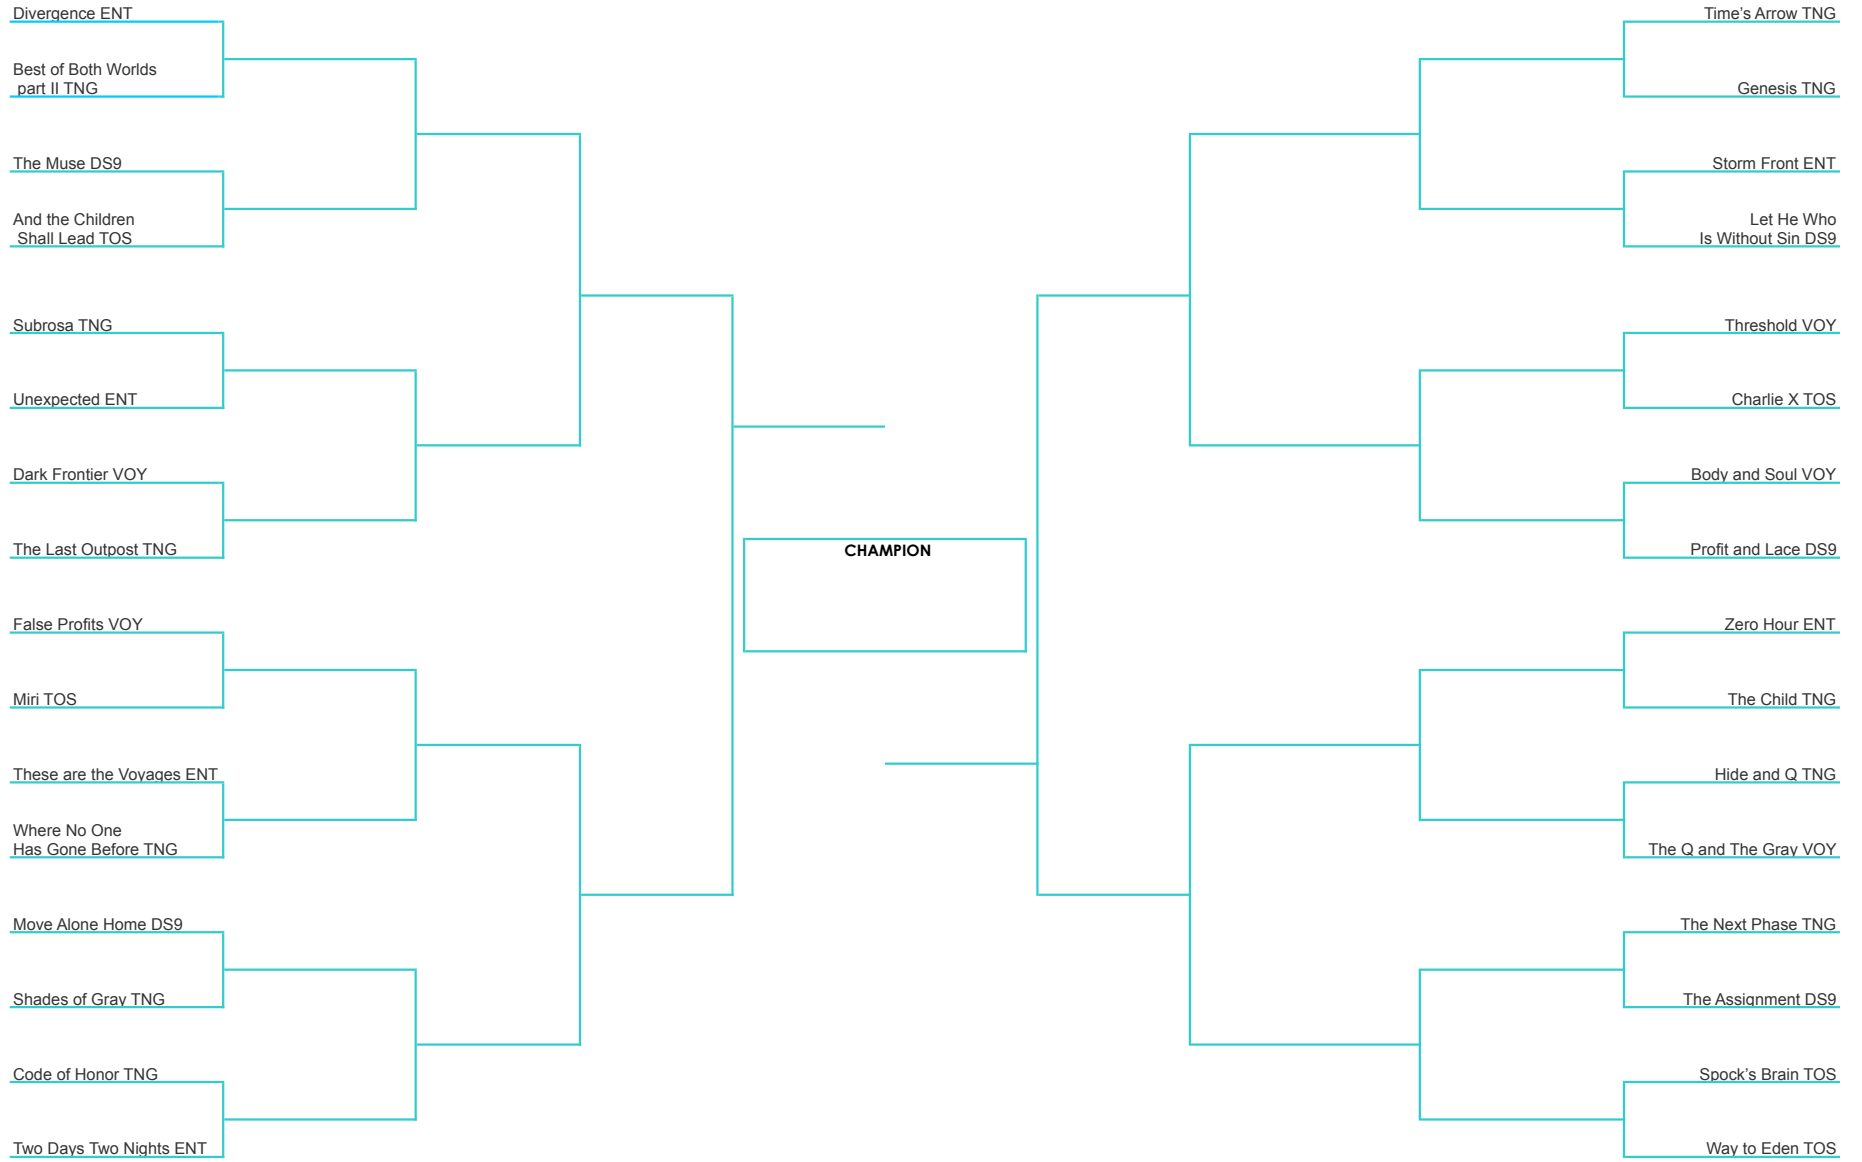 Divergence ENT
Best of Both Worlds
part II TNG
The Muse DS9
And the Children
Shall Lead TOS
Subrosa TNG
Unexpected ENT
Dark Frontier VOY
The Last Outpost TNG
False Profits VOY
Miri TOS
These are the Voyages ENT
Where No One
Has Gone Before TNG
Move Alone Home DS9
Shades of Gray TNG
Code of Honor TNG
Two Days Two Nights ENT
CHAMPION
Time’s Arrow TNG
Genesis TNG
Storm Front ENT
Let He Who
Is Without Sin DS9
Threshold VOY
Charlie X TOS
Body and Soul VOY
Profit and Lace DS9
Zero Hour ENT
The Child TNG
Hide and Q TNG
The Q and The Gray VOY
The Next Phase TNG
The Assignment DS9
Spock’s Brain TOS
Way to Eden TOS